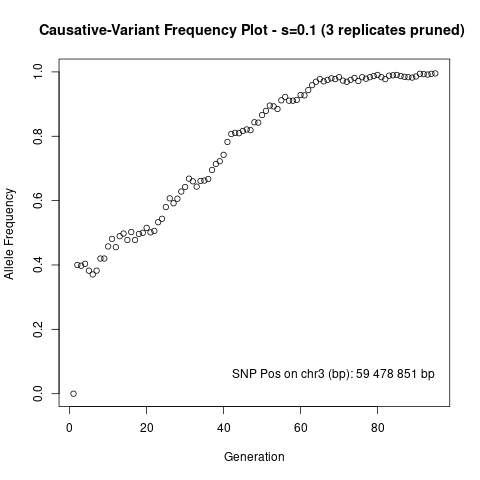 Causative-Variant Frequency Plot - s=0.1 (3 replicates pruned)
1.0
0.8
0.6
0.4
0.2
0.0
Allele Frequency
SNP Pos on chr3 (bp): 59 478 851 bp
0 20 40 60 80
Generation